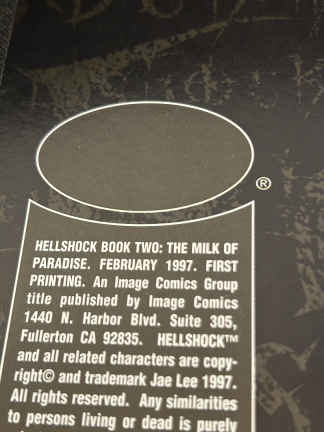 ®
HELLSHOCK BOOK TWO: THE MILK OF
PARADISE. FEBRUARY 1997. FIRST
PRINTING. An Image Comics Group
title published by Image Comics
1440 N. Harbor Blvd. Suite 305,
Fullerton CA 92835. HELLSHOCK™
and all related characters are copy-
right© and trademark Jae Lee 1997.
All rights reserved. Any similarities
to persons living or dead is purely